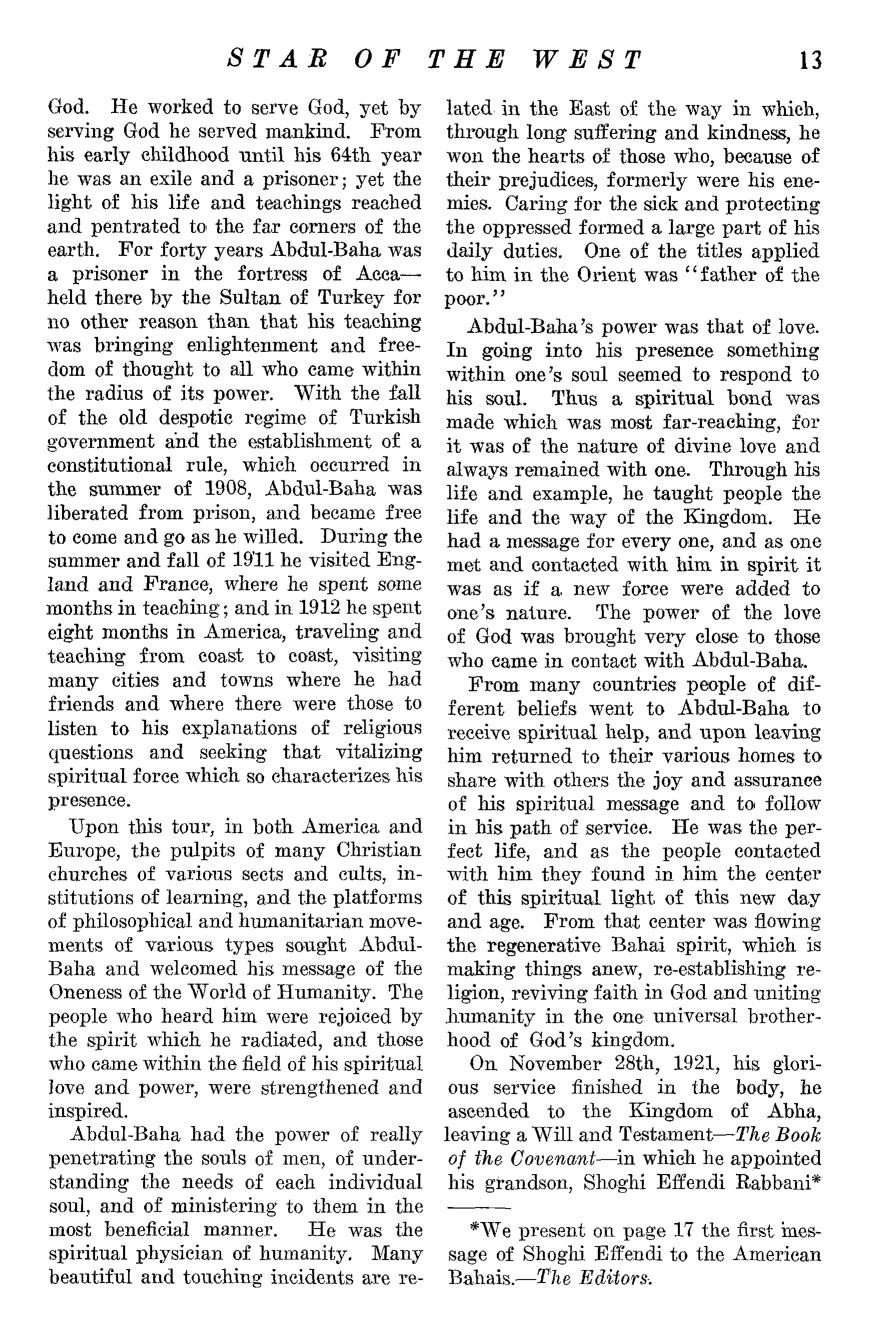 STAR OF THE WEST 13
God. He worked to serve God, yet by
serving God he served mankind. From
his early childhood until his 64th year
he was an exile and a prisoner; yet the
light of his life and teachings reached
and pentrated to the far corners of the
earth. For forty years Abdul-Baha was
a prisoner in the fortress of Acca—
held there by the Sultan of Turkey for
no other reason than that his teaching
was bringing enlightenment and free-
dom of thought to all who came within
the radius of its power. With the fall
of the old despotic regime of Turkish
government and the establishment of a
constitutional rule, which occurred in
the summer of 1908, Abdul-Baha was
liberated from prison, and became free
to come and go as he willed. During the
summer and fall of 1911 he visited Eng-
land and France, where he spent some
months in teaching; and in 1912 he spent
eight months in America, traveling and
teaching from coast to coast, visiting
many cities and towns where he had
friends and where there were those to
listen to his explanations of religious
questions and seeking that vitalizing
spiritual force which so characterizes his
presence.
Upon this tour, in both America and
Europe, the pulpits of many Christian
churches of various sects and cults, in-
stitutions of learning, and the platforms
of philosophical and humanitarian move-
ments of various types sought Abdul-
Baha and welcomed his message of the
Oneness of the World of Humanity. The
people who heard him were rejoiced by
the spirit which he radiated, and those
who came within the field of his spiritual
love and power, were strengthened and
inspired.
Abdul-Baha had the power of really
penetrating the souls of men, of under-
standing the needs of each individual
soul, and of ministering to them in the
most beneficial manner. He was the
spiritual physician of humanity. Many
beautiful and touching incidents are re-
lated in the East of the way in which,
through long suffering and kindness, he
won the hearts of those who, because of
their prejudices, formerly were his ene-
mies. Caring for the sick and protecting
the oppressed formed a large part of his
daily duties. One of the titles applied
to him in the Orient was "father of the
poor."
Abdul-Baha's power was that of love.
In going into his presence something
within one's soul seemed to respond to
his soul. Thus a spiritual bond was
made which was most far-reaching, for
it was of the nature of divine love and
always remained with one. Through his
life and example, he taught people the
life and the way of the Kingdom. He
had a message for every one, and as one
met and contacted with him in spirit it
was as if a new force were added to
one's nature. The power of the love
of God was brought very close to those
who came in contact with Abdul-Baha.
From many countries people of dif-
ferent beliefs went to Abdul-Baha to
receive spiritual help, and upon leaving
him returned to their various homes to
share with others the joy and assurance
of his spiritual message and to follow
in his path of service. He was the per-
fect life, and as the people contacted
with him they found in him the center
of this spiritual light of this new day
and age. From that center was flowing
the regenerative Bahai spirit, which is
making things anew, re-establishing re-
ligion, reviving faith in God and uniting
humanity in the one universal brother-
hood of God's kingdom.
On November 28th, 1921, his glori-
ous service finished in the body, he
ascended to the Kingdom of Abha,
leaving a Will and Testament—The Book
of the Covenant—in which he appointed
his grandson, Shoghi Effendi Rabbani*
*We present on page 17 the first mes-
sage of Shoghi Effendi to the American
Bahais.—The Editors.